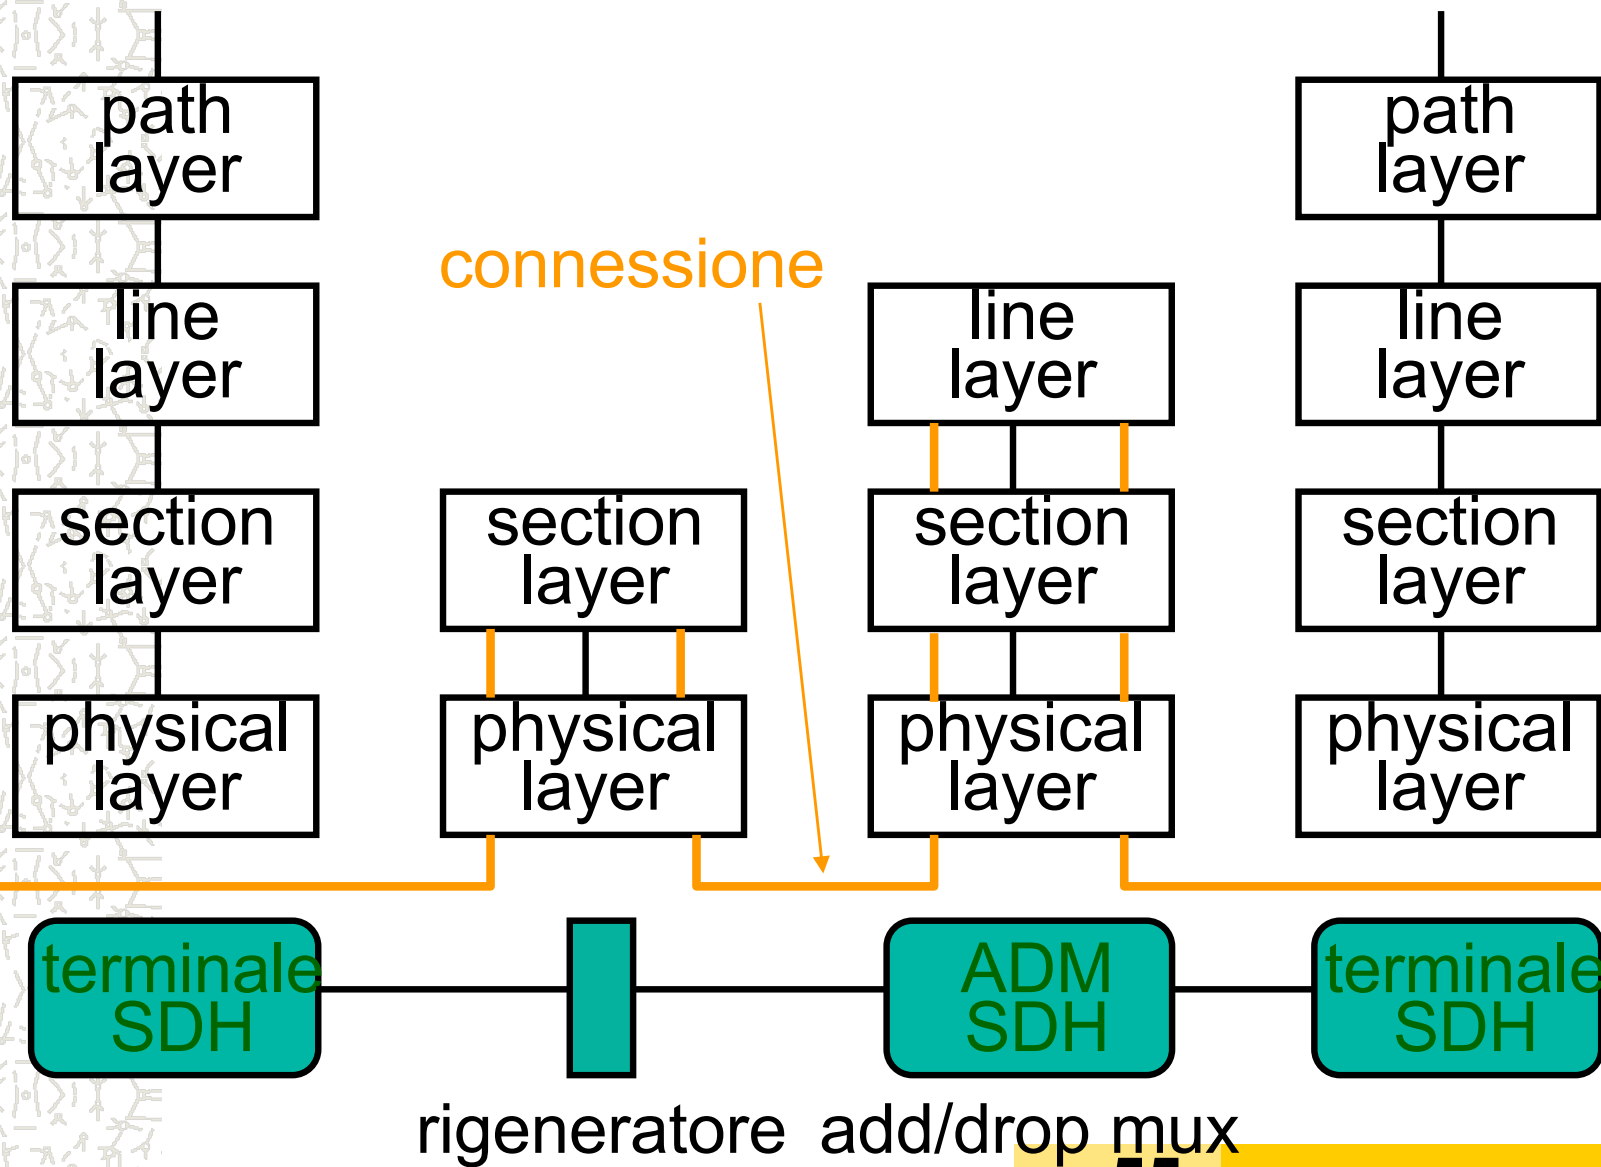 path
layer
path
layer
connessione
line
layer
line
layer
line
layer
section
layer
section
layer
section
layer
section
layer
physical
layer
physical
layer
physical
layer
physical
layer
terminale
SDH
ADM
SDH
terminale
SDH
rigeneratore
add/drop mux